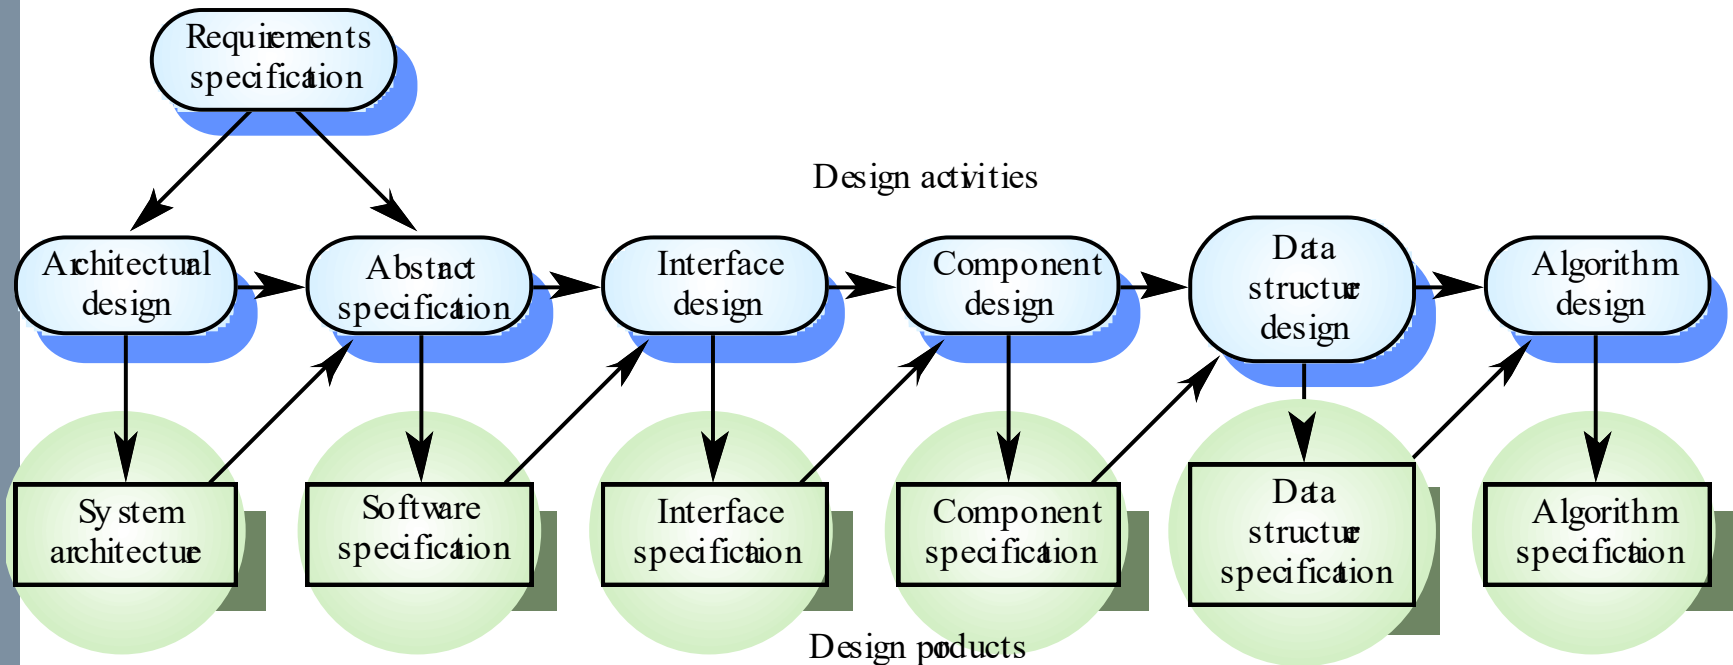 Requirements
specification
Design activities
Architectural
design
Abstract
specification
Interface
design
Component
design
Data
structure
design
Algorithm
design
System
architecture
Software
specification
Interface
specification
Component
specification
Data
structure
specification
Algorithm
specification
Design products